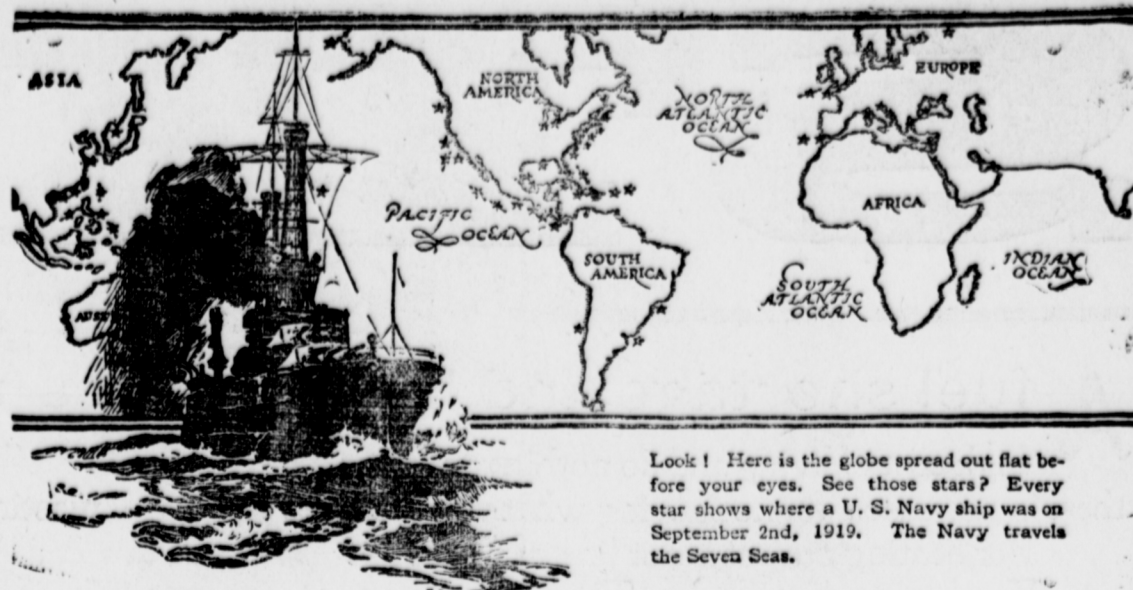 ASIA
NORTH
AMERICA
NORTH
ATLANTIC
OCEAN
EUROPE
PACIFIC
OCEAN
AFRICA
SOUTH
AMERICA
SOUTH
ATLANTIC
OCEAN
INDIAN
OCEAN
Look! Here is the globe spread out flat be-
fore your eyes. See those stars? Every
star shows where a U. S. Navy ship was on
September 2nd, 1919. The Navy travels
the Seven Seas.